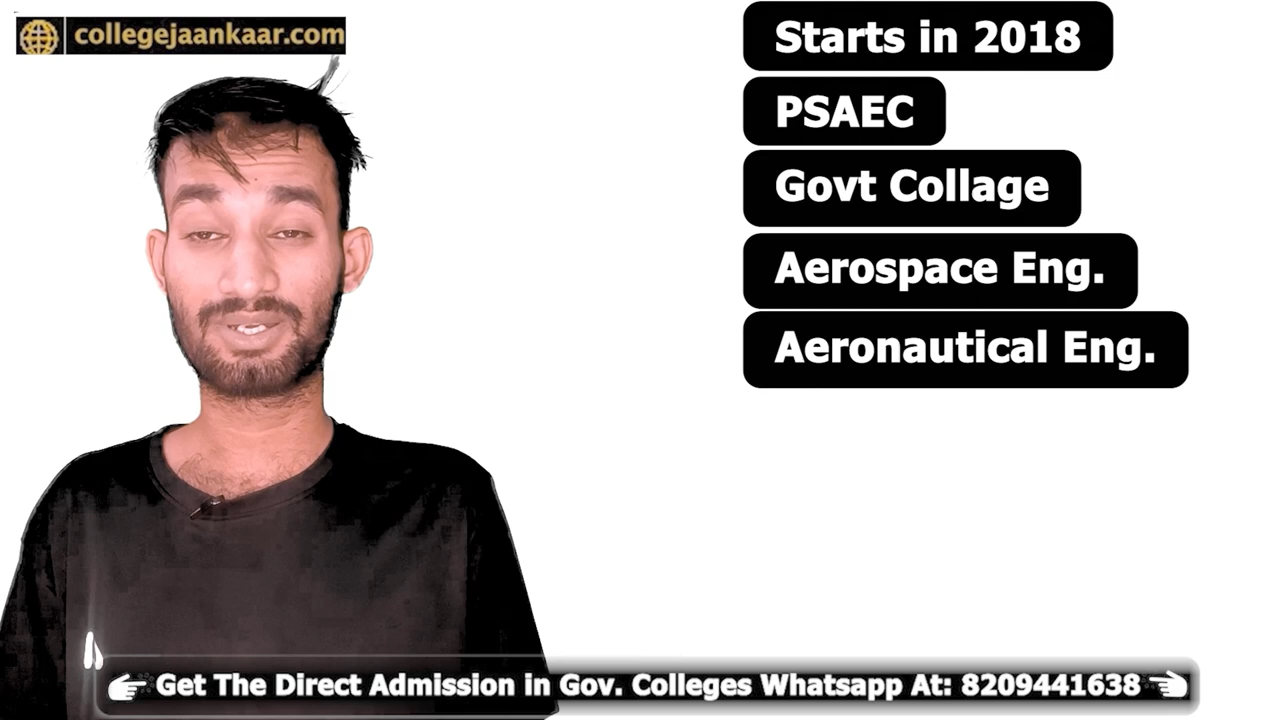 collegejaankaar.com
Starts in 2018
PSAEC
Govt Collage
Aerospace Eng.
Aeronautical Eng.
Get The Direct Admission in Gov. Colleges Whatsapp At: 8209441638